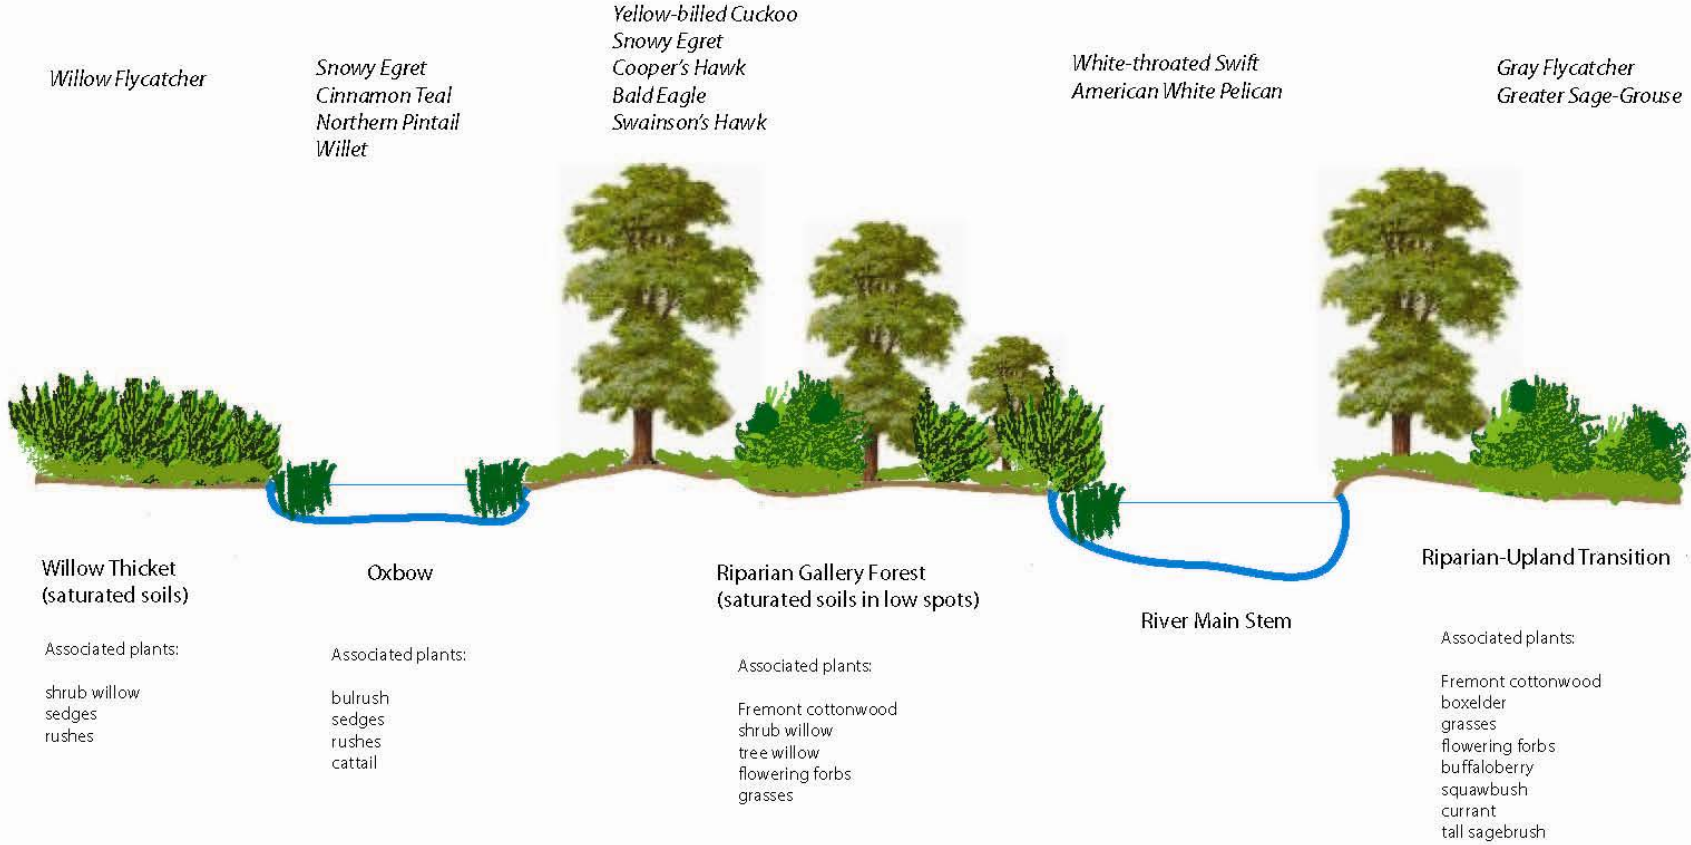 Willow Flycatcher
Snowy Egret
Cinnamon Teal
Northern Pintail
Willet
Yellow-billed Cuckoo
Snowy Egret
Cooper's Hawk
Bald Eagle
Swainson's Hawk
White-throated Swift
American White Pelican
Gray Flycatcher
Greater Sage-Grouse
Willow Thicket
(saturated soils)
Associated plants:
shrub willow
sedges
rushes
Oxbow
Associated plants:
bulrush
sedges
rushes
cattail
Riparian Gallery Forest
(saturated soils in low spots)
Associated plants:
Fremont cottonwood
shrub willow
tree willow
flowering forbs
grasses
River Main Stem
Riparian-Upland Transition
Associated plants:
Fremont cottonwood
boxelder
grasses
flowering forbs
buffaloberry
squawbush
currant
tall sagebrush